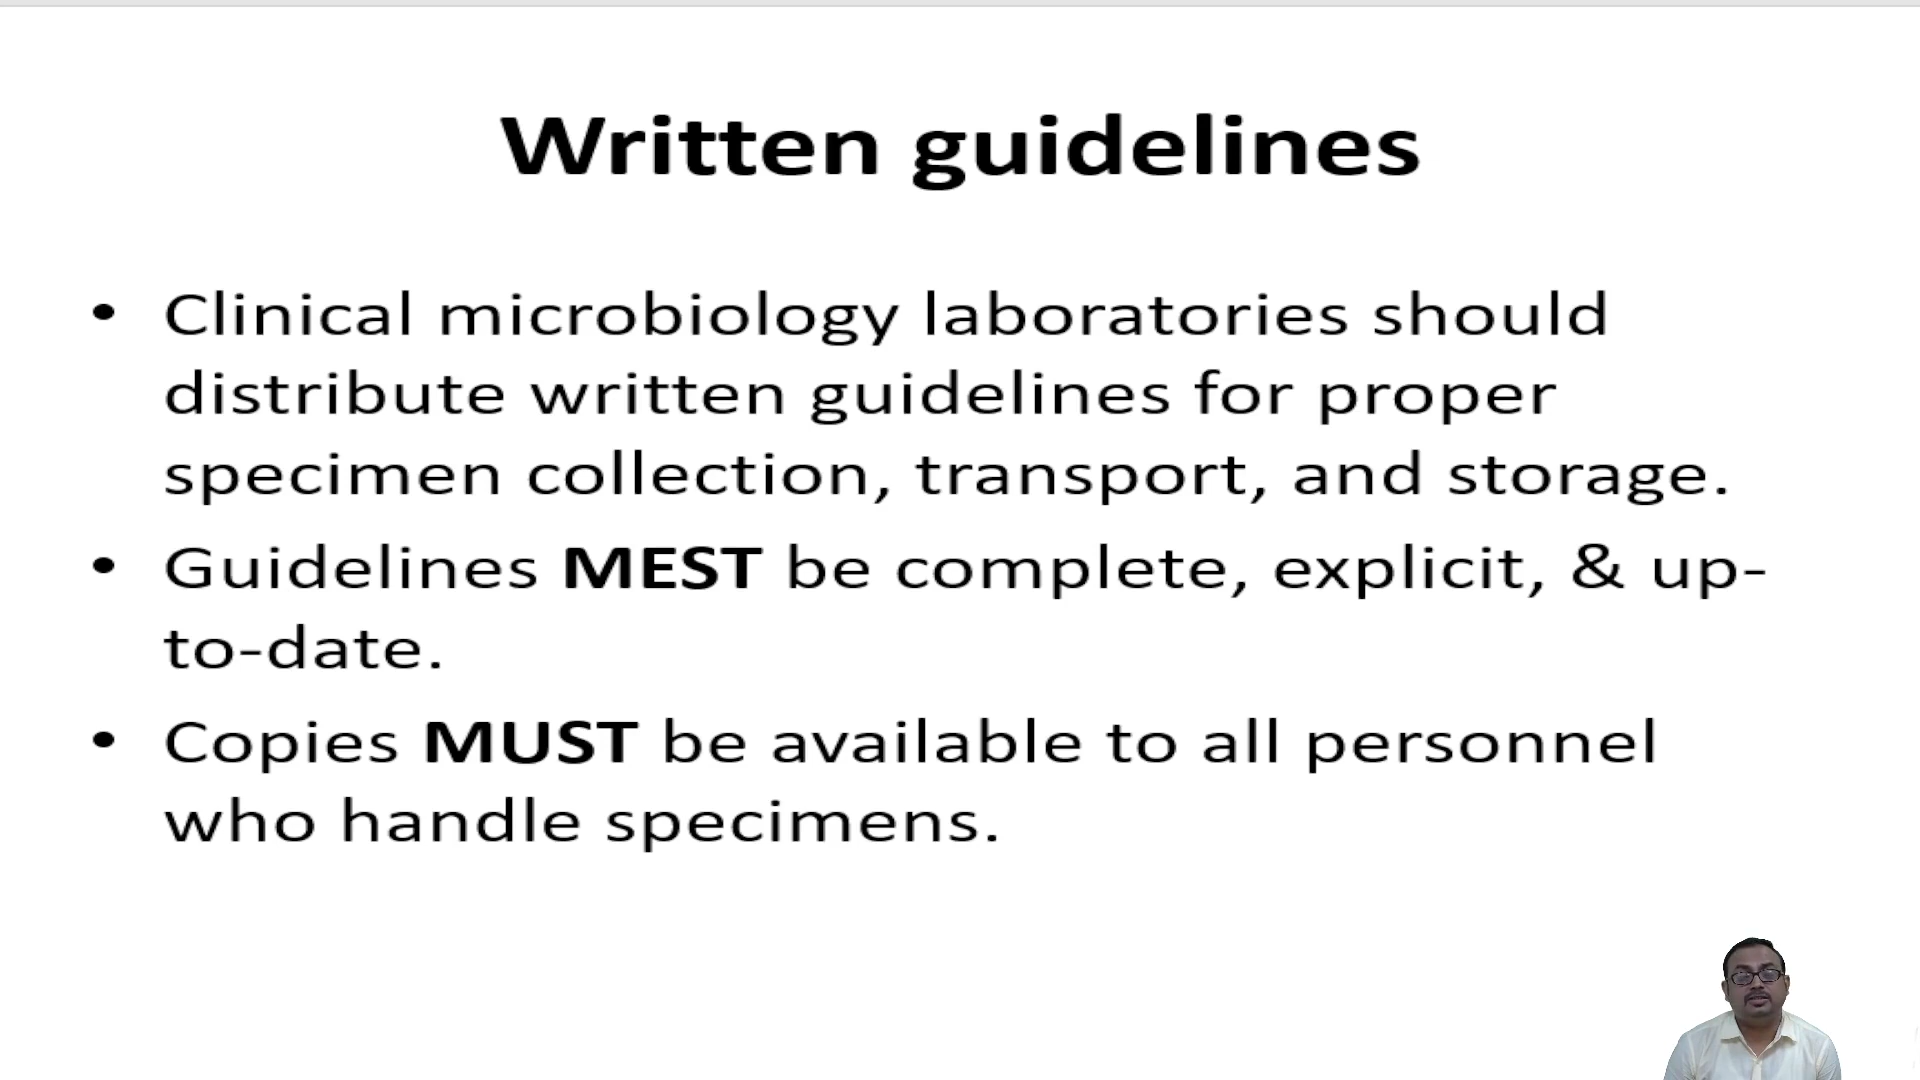 Written guidelines
• Clinical microbiology laboratories should
distribute written guidelines for proper
specimen collection, transport, and storage.
• Guidelines MEST be complete, explicit, & up-
to-date.
• Copies MUST be available to all personnel
who handle specimens.